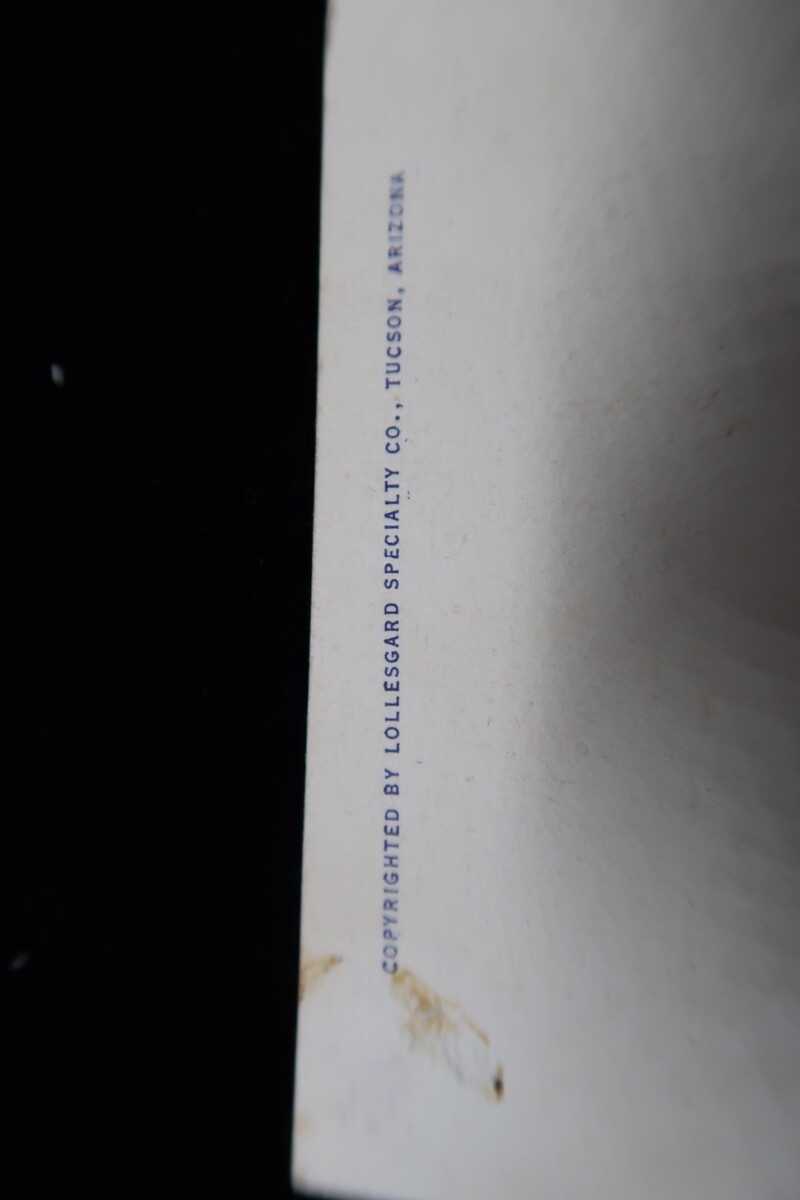 COPYRIGHTED BY LOLLESGARD SPECIALTY CO., TUCSON, ARIZONA